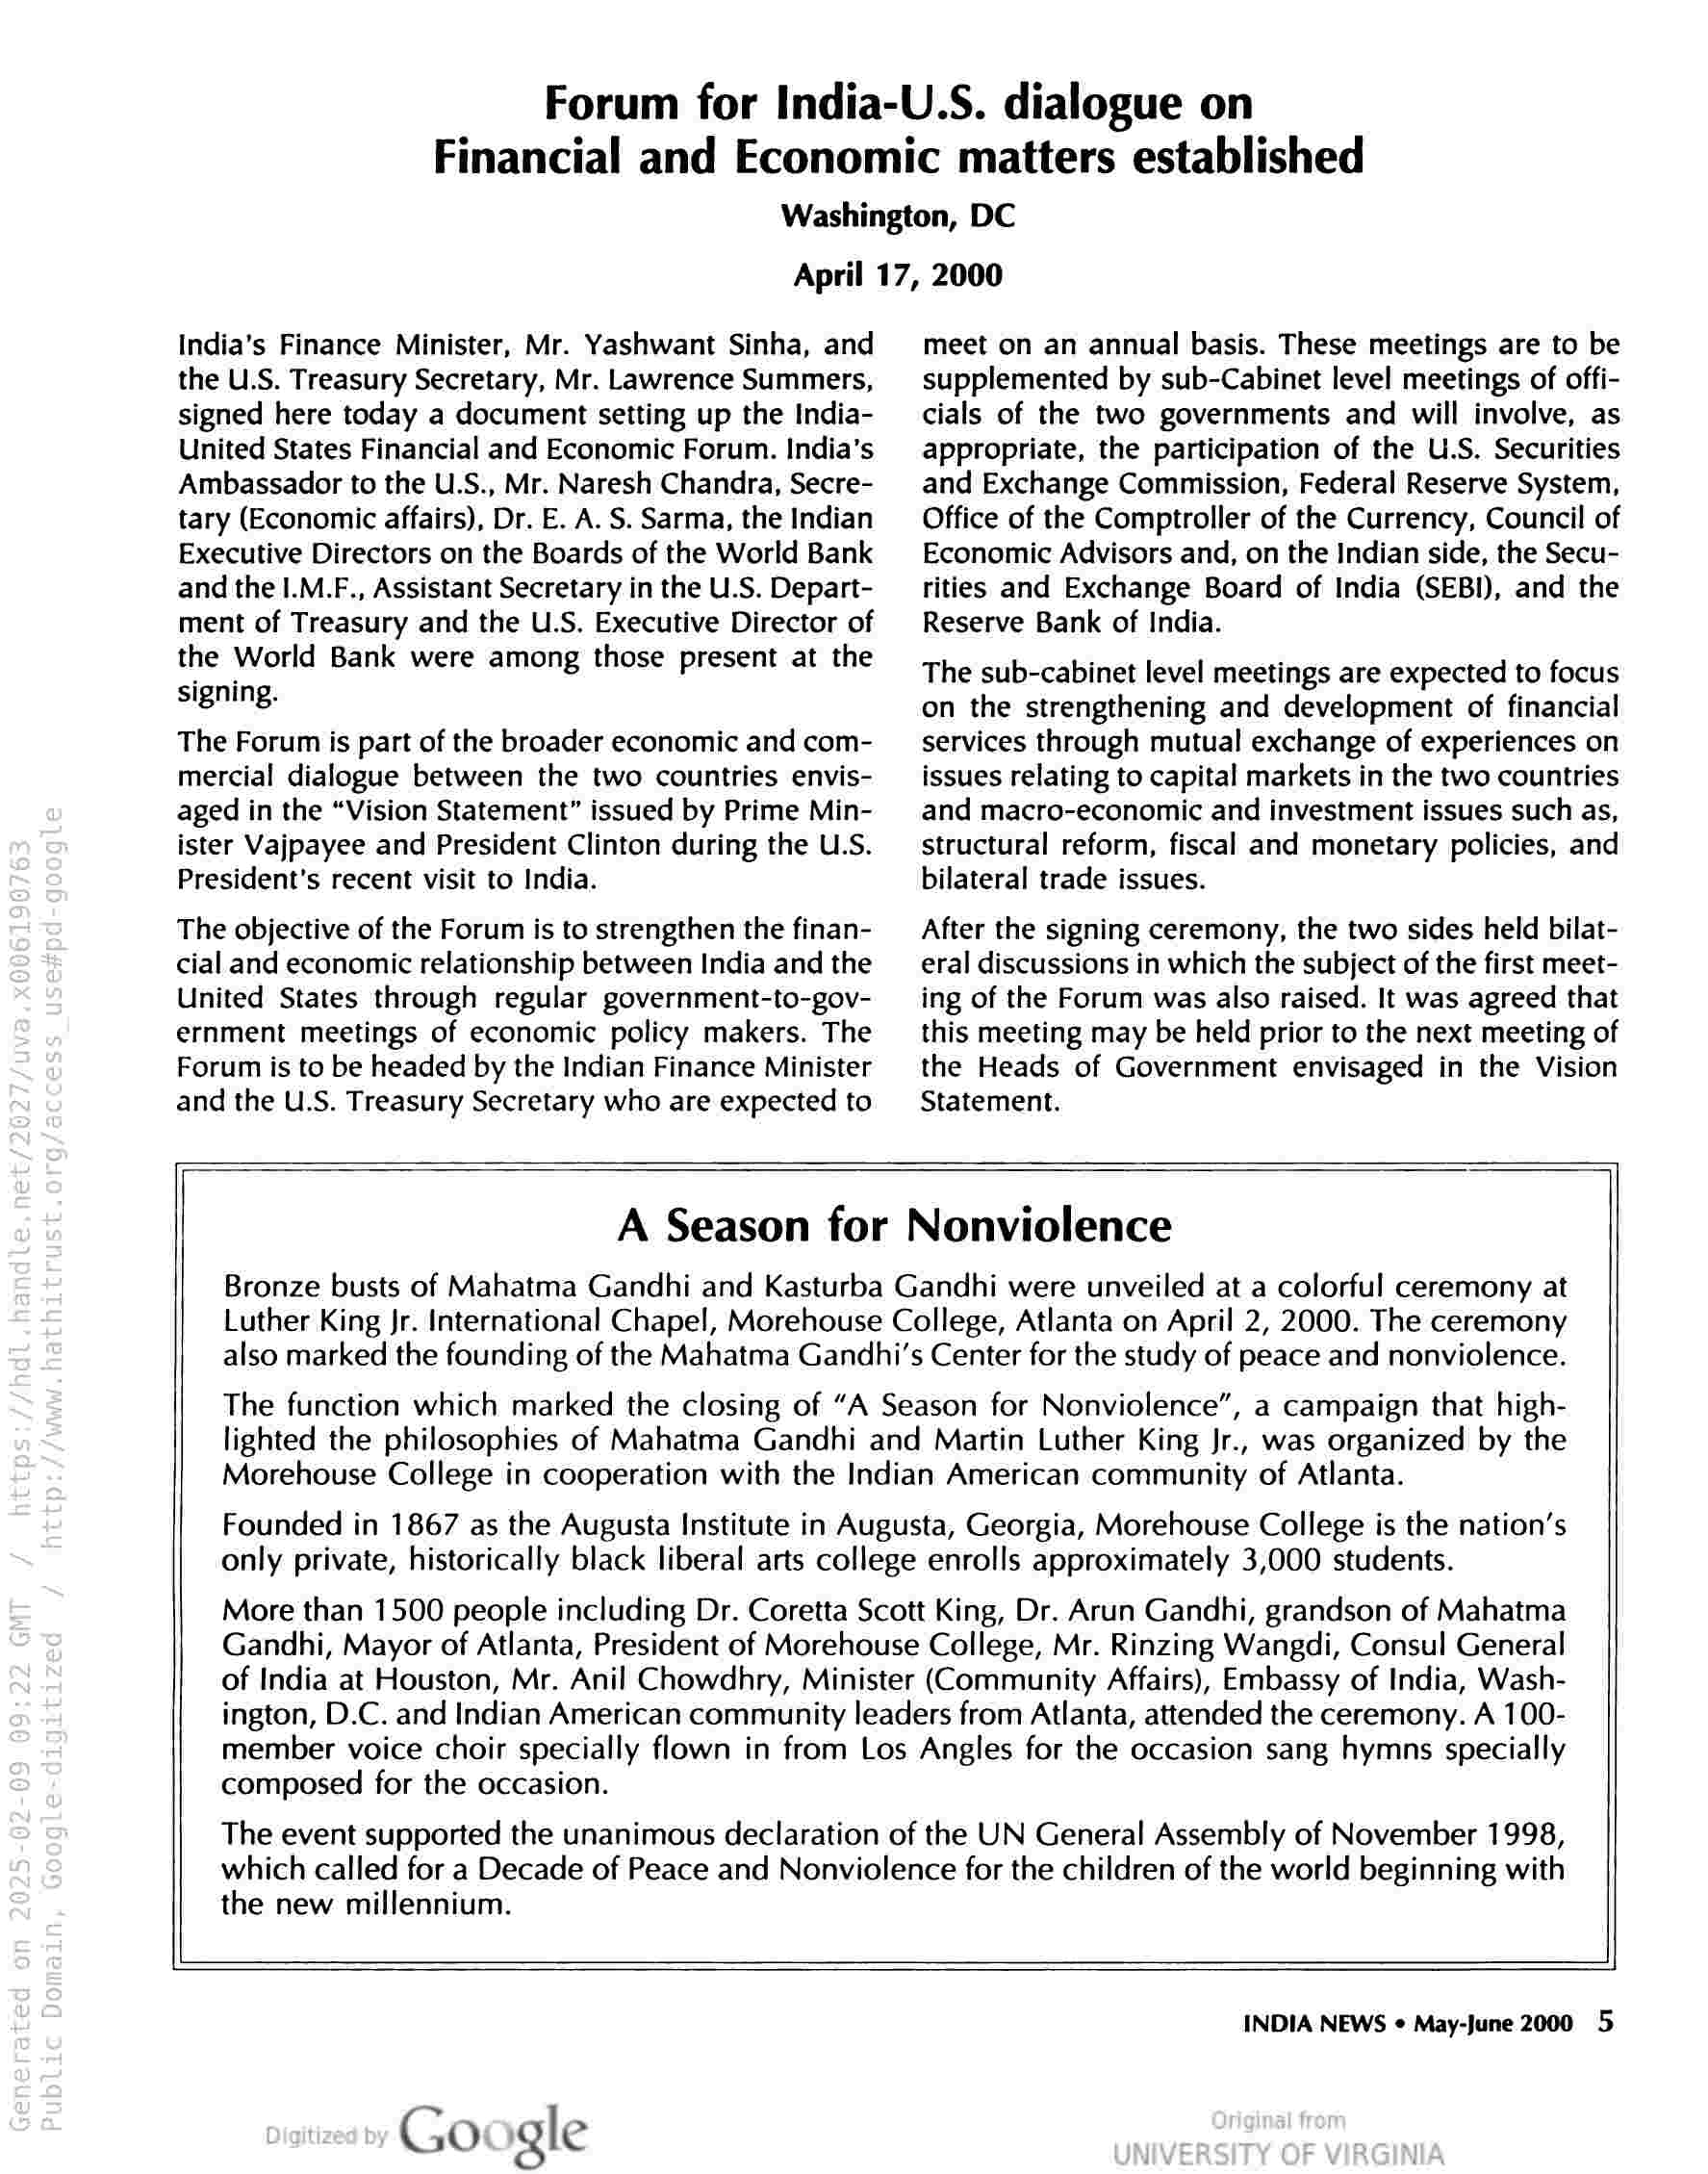 Forum for India-U.S. dialogue on
Financial and Economic matters established
Washington, DC
April 17, 2000
India's Finance Minister, Mr. Yashwant Sinha, and
the U.S. Treasury Secretary, Mr. Lawrence Summers,
signed here today a document setting up the India-
United States Financial and Economic Forum. India's
Ambassador to the U.S., Mr. Naresh Chandra, Secre-
tary (Economic affairs), Dr. E. A. S. Sarma, the Indian
Executive Directors on the Boards of the World Bank
and the I.M.F., Assistant Secretary in the U.S. Depart-
ment of Treasury and the U.S. Executive Director of
the World Bank were among those present at the
signing.
The Forum is part of the broader economic and com-
mercial dialogue between the two countries envis-
aged in the "Vision Statement" issued by Prime Min-
ister Vajpayee and President Clinton during the U.S.
President's recent visit to India.
The objective of the Forum is to strengthen the finan-
cial and economic relationship between India and the
United States through regular government-to-gov-
ernment meetings of economic policy makers. The
Forum is to be headed by the Indian Finance Minister
and the U.S. Treasury Secretary who are expected to
meet on an annual basis. These meetings are to be
supplemented by sub-Cabinet level meetings of offi-
cials of the two governments and will involve, as
appropriate, the participation of the U.S. Securities
and Exchange Commission, Federal Reserve System,
Office of the Comptroller of the Currency, Council of
Economic Advisors and, on the Indian side, the Secu-
rities and Exchange Board of India (SEBI), and the
Reserve Bank of India.
The sub-cabinet level meetings are expected to focus
on the strengthening and development of financial
services through mutual exchange of experiences on
issues relating to capital markets in the two countries
and macro-economic and investment issues such as,
structural reform, fiscal and monetary policies, and
bilateral trade issues.
After the signing ceremony, the two sides held bilat-
eral discussions in which the subject of the first meet-
ing of the Forum was also raised. It was agreed that
this meeting may be held prior to the next meeting of
the Heads of Government envisaged in the Vision
Statement.
A Season for Nonviolence
Bronze busts of Mahatma Gandhi and Kasturba Gandhi were unveiled at a colorful ceremony at
Luther King Jr. International Chapel, Morehouse College, Atlanta on April 2, 2000. The ceremony
also marked the founding of the Mahatma Gandhi's Center for the study of peace and nonviolence.
The function which marked the closing of "A Season for Nonviolence", a campaign that high-
lighted the philosophies of Mahatma Gandhi and Martin Luther King Jr., was organized by the
Morehouse College in cooperation with the Indian American community of Atlanta.
Founded in 1867 as the Augusta Institute in Augusta, Georgia, Morehouse College is the nation's
only private, historically black liberal arts college enrolls approximately 3,000 students.
More than 1500 people including Dr. Coretta Scott King, Dr. Arun Gandhi, grandson of Mahatma
Gandhi, Mayor of Atlanta, President of Morehouse College, Mr. Rinzing Wangdi, Consul General
of India at Houston, Mr. Anil Chowdhry, Minister (Community Affairs), Embassy of India, Wash-
ington, D.C. and Indian American community leaders from Atlanta, attended the ceremony. A 100-
member voice choir specially flown in from Los Angles for the occasion sang hymns specially
composed for the occasion.
The event supported the unanimous declaration of the UN General Assembly of November 1998,
which called for a Decade of Peace and Nonviolence for the children of the world beginning with
the new millennium.
INDIA NEWS • May-June 2000 5
Digitized by Google
Original from
UNIVERSITY OF VIRGINIA
Generated on 2025-02-09 09:22 GMT / https://hdl.handle.net/2027/uva.x006190763
Public Domain, Google-digitized / http://www.hathitrust.org/access_use#pd-google